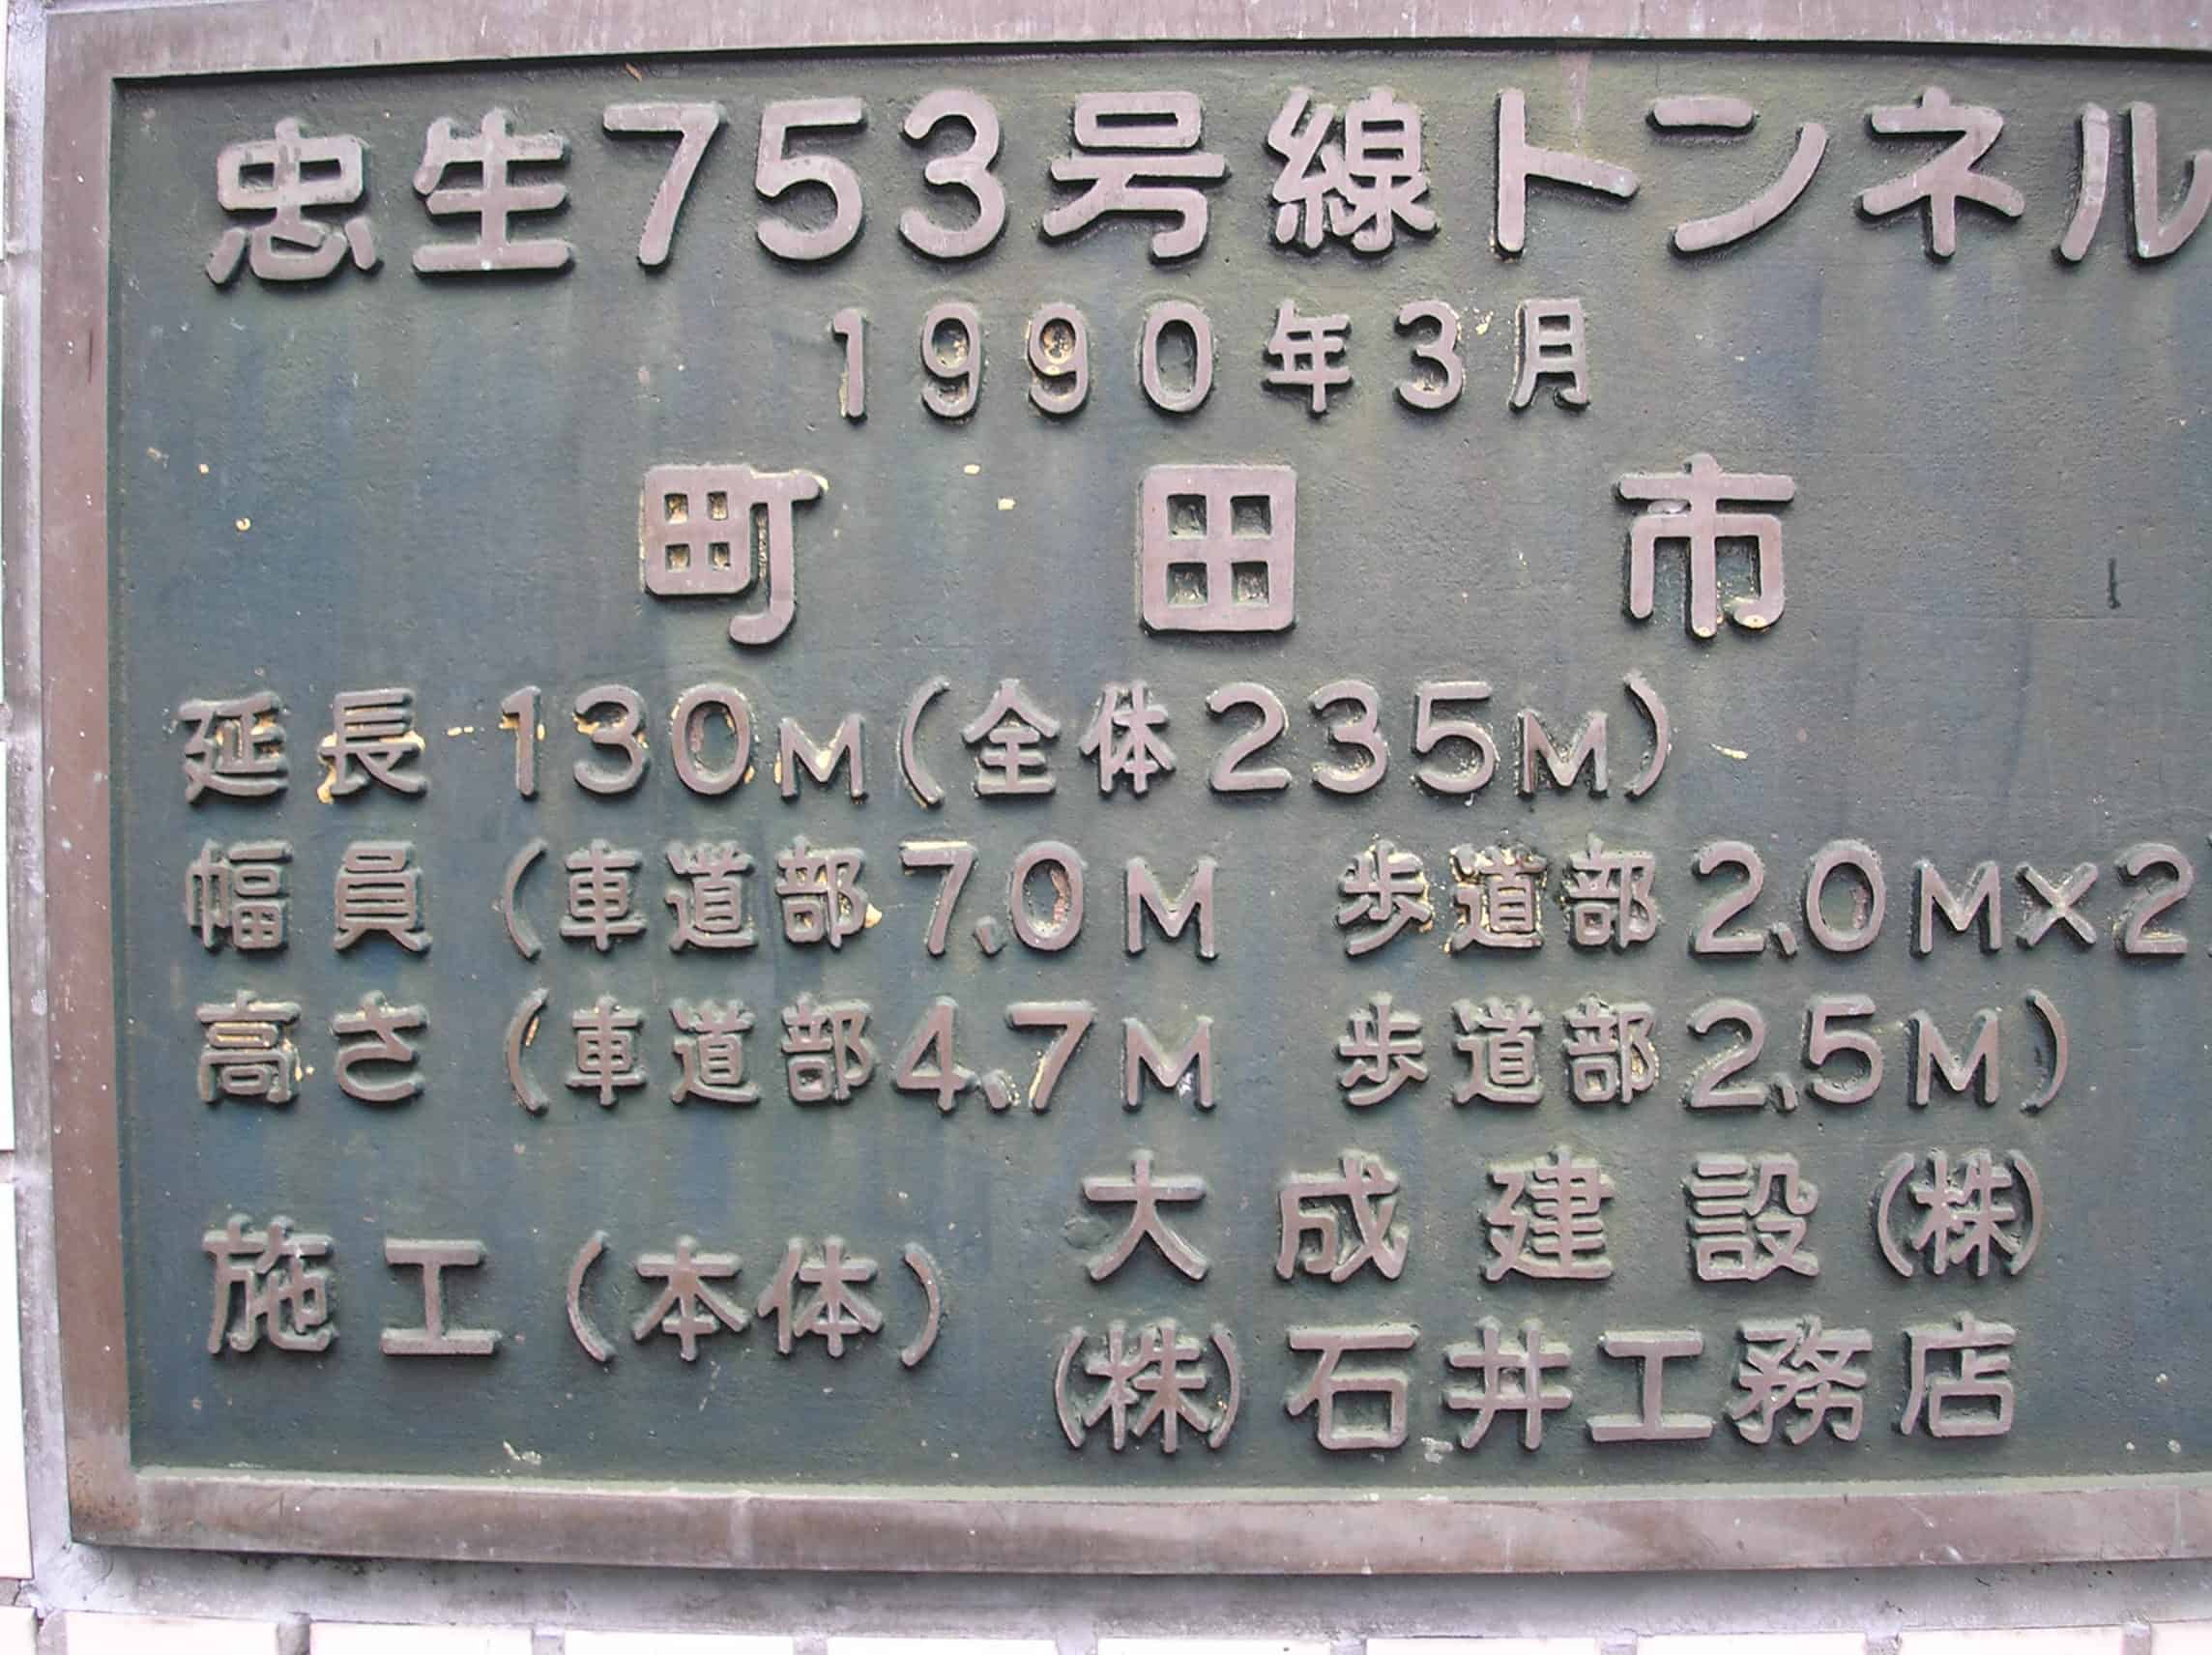 忠生753号線トンネル
1990年3月
町田市
延長 130M(全体235M)
幅員 (車道部7.0M 歩道部2.0M×2
高さ (車道部4.7M 歩道部2.5M)
施工(本体) 大成建設(株)
(株)石井工務店